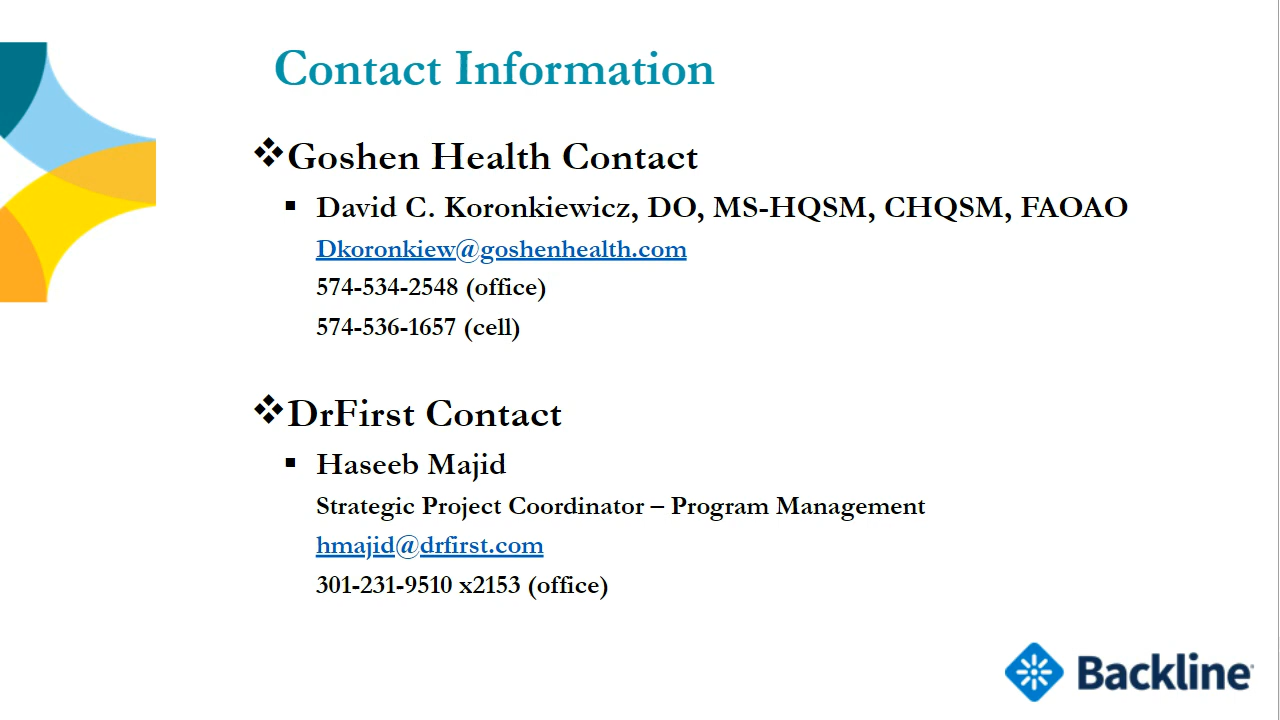 Contact Information
❖Goshen Health Contact
▪ David C. Koronkiewicz, DO, MS-HQSM, CHQSM, FAOAO
Dkoronkiew@goshenhealth.com
574-534-2548 (office)
574-536-1657 (cell)
❖DrFirst Contact
▪ Haseeb Majid
Strategic Project Coordinator – Program Management
hmajid@drfirst.com
301-231-9510 x2153 (office)
Backline